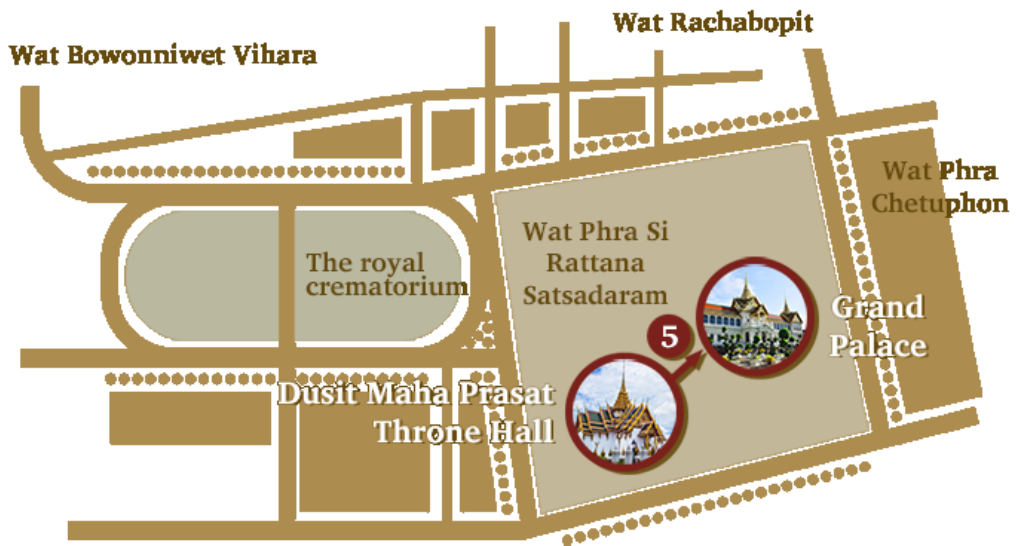 Wat Rachabopit
Wat Bowonniwet Vihara
Wat Phra
Chetuphon
Wat Phra Si
Rattana
Satsadaram
The royal
crematorium
5
Grand
Palace
Dusit Maha Prasat
Throne Hall